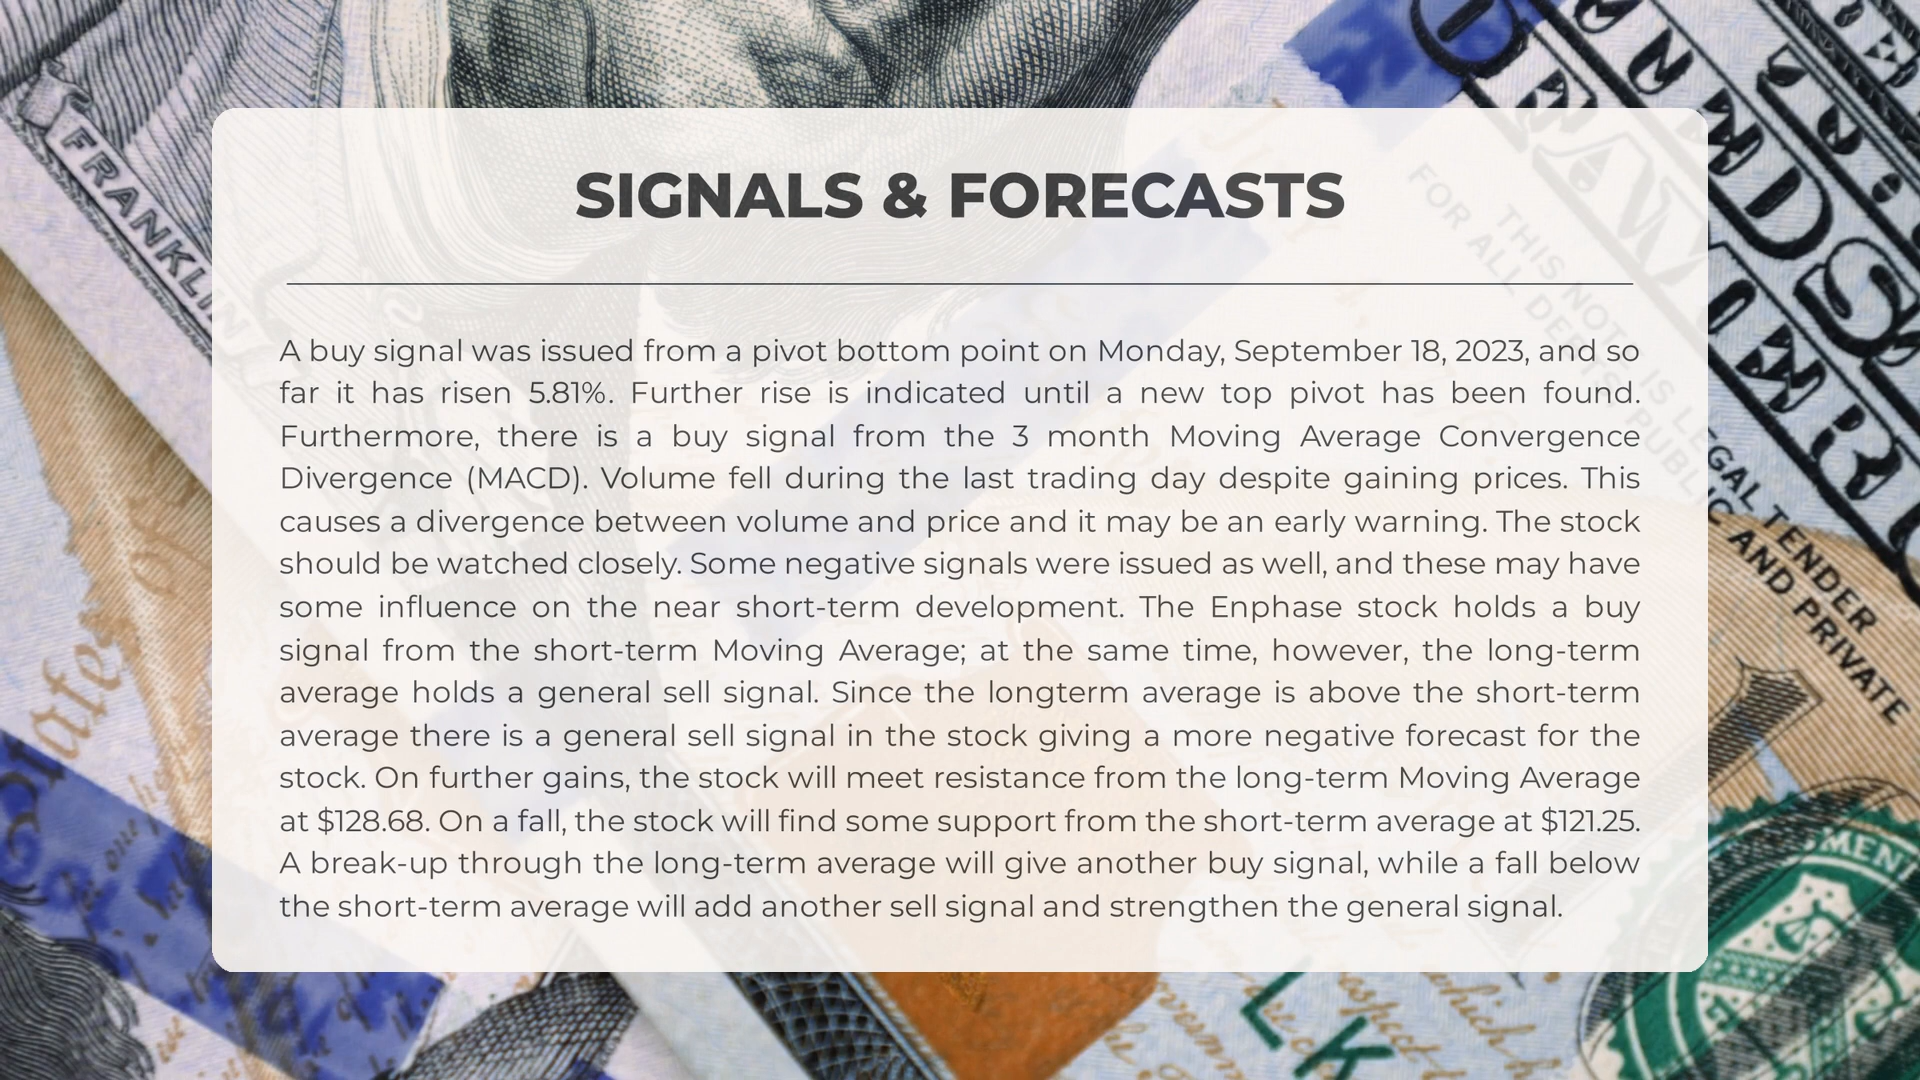 FRANKLIN
SIGNALS & FORECASTS
FOR ALL DEBTS, PUBLIC AND PRIVATE
THIS NOTE IS LEGAL TENDER
A buy signal was issued from a pivot bottom point on Monday, September 18, 2023, and so
far it has risen 5.81%. Further rise is indicated until a new top pivot has been found.
Furthermore, there is a buy signal from the 3 month Moving Average Convergence
Divergence (MACD). Volume fell during the last trading day despite gaining prices. This
causes a divergence between volume and price and it may be an early warning. The stock
should be watched closely. Some negative signals were issued as well, and these may have
some influence on the near short-term development. The Enphase stock holds a buy
signal from the short-term Moving Average; at the same time, however, the long-term
average holds a general sell signal. Since the longterm average is above the short-term
average there is a general sell signal in the stock giving a more negative forecast for the
stock. On further gains, the stock will meet resistance from the long-term Moving Average
at $128.68. On a fall, the stock will find some support from the short-term average at $121.25.
A break-up through the long-term average will give another buy signal, while a fall below
the short-term average will add another sell signal and strengthen the general signal.